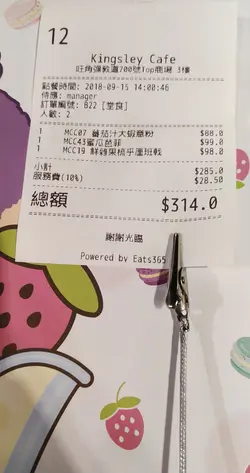 12
Kingsley Cafe
旺角彌敦道700號Top商場 3樓
點餐時間: 2018-09-15 14:00:46
侍應: manager
訂單編號: B22 [堂食]
人數: 2
1 MCC07 蕃茄汁大蝦意粉 $88.0
1 MCC43蜜瓜芭菲 $99.0
1 MCC19 鮮雜果梳乎厘班戟 $98.0
小計 $285.0
服務費(10%) $28.50
總額 $314.0
謝謝光臨
Powered by Eats365